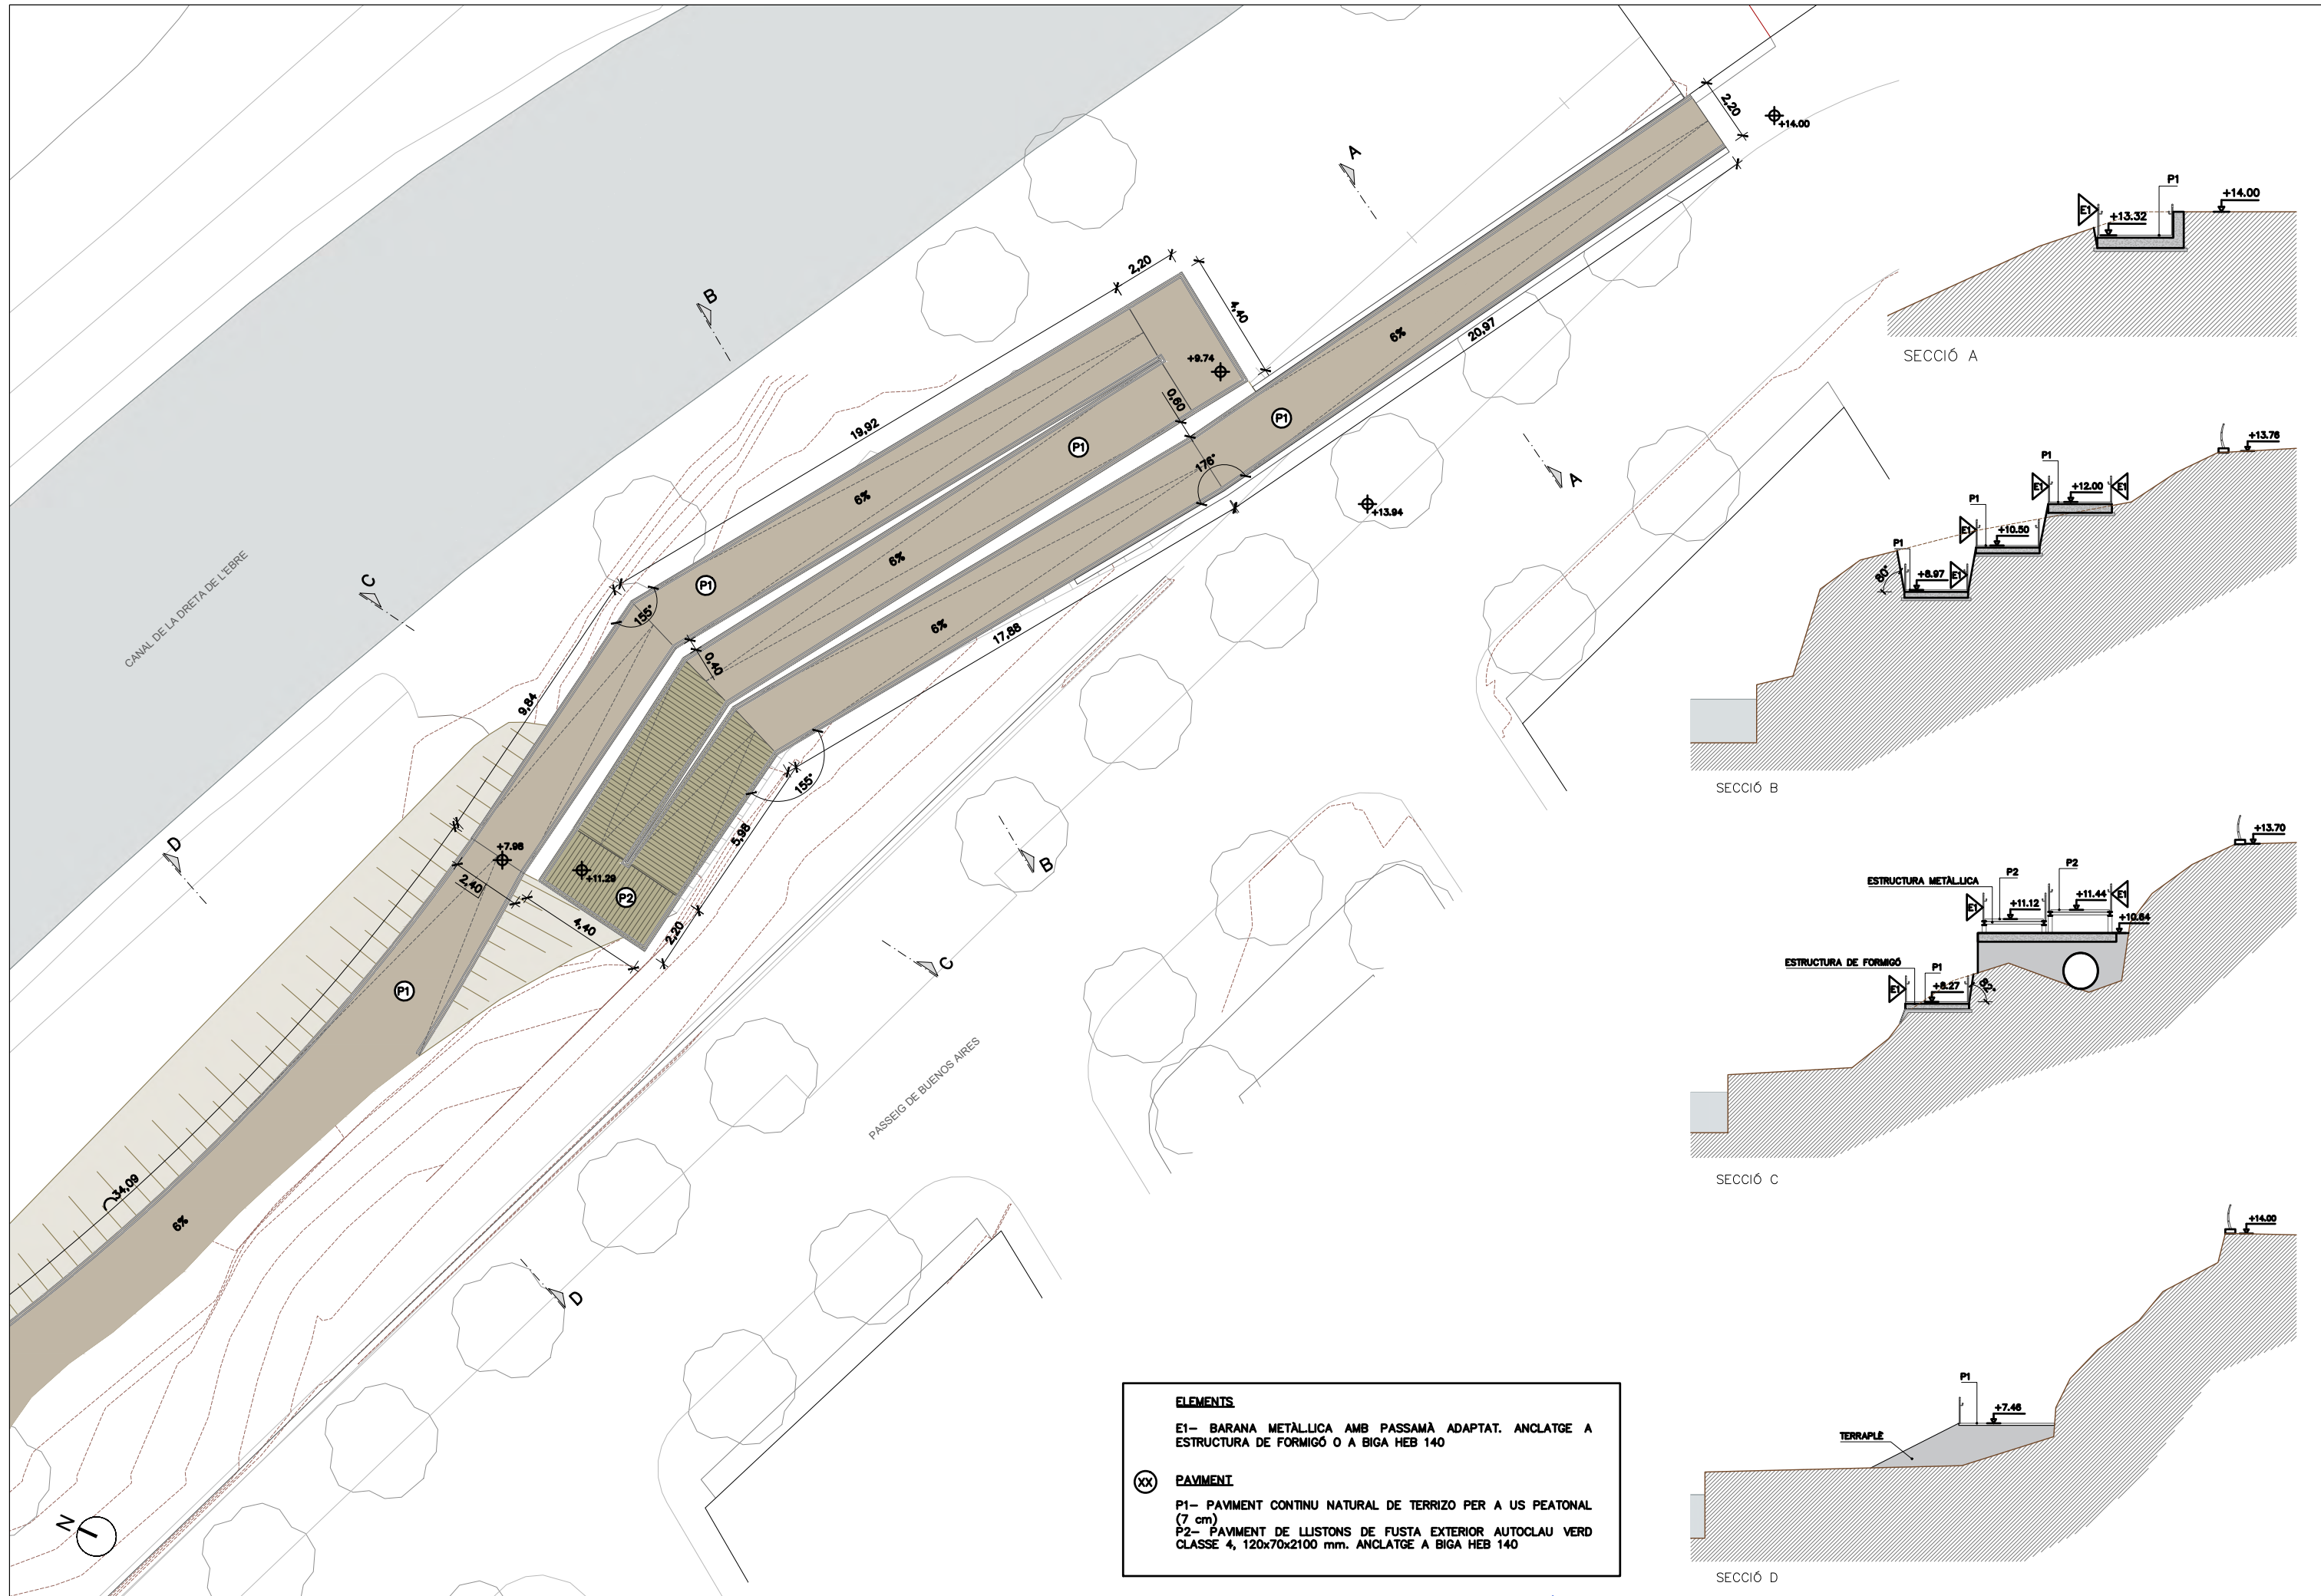 2,20
+14.00
A
B
2,20
4,40
6%
20,97
+9.74
0,60
P1
19,92
P1
176°
A
6%
+13.94
6%
C
P1
155°
CANAL DE LA DRETA DE L'EBRE
0,40
6%
17,88
9,84
155°
D
5,98
B
+7.98
+11.29
2,40
P2
4,40
2,20
C
P1
PASSEIG DE BUENOS AIRES
34,09
6%
D
N
P1
+14.00
E1
+13.32
SECCIÓ A
+13.76
P1
E1
+12.00
E1
P1
E1
+10.50
P1
80°
+8.97
E1
SECCIÓ B
+13.70
P2
P2
ESTRUCTURA METÀL.LICA
+11.12
+11.44
E1
E1
+10.84
ESTRUCTURA DE FORMIGÓ
P1
E1
+8.27
82°
SECCIÓ C
+14.00
P1
+7.46
TERRAPLÈ
SECCIÓ D
ELEMENTS
E1- BARANA METÀL.LICA AMB PASSAMÀ ADAPTAT. ANCLATGE A
ESTRUCTURA DE FORMIGÓ O A BIGA HEB 140
XX PAVIMENT
P1- PAVIMENT CONTINU NATURAL DE TERRIZO PER A US PEATONAL
(7 cm)
P2- PAVIMENT DE LLISTONS DE FUSTA EXTERIOR AUTOCLAU VERD
CLASSE 4, 120x70x2100 mm. ANCLATGE A BIGA HEB 140